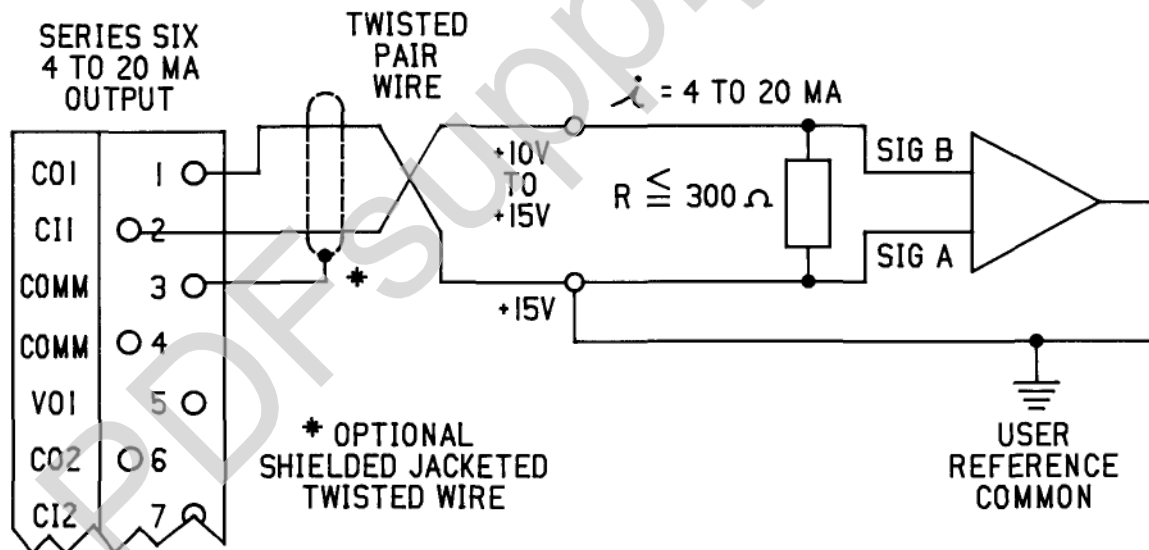 SERIES SIX
4 TO 20 MA
OUTPUT
TWISTED
PAIR
WIRE
i = 4 TO 20 MA
CO1 1
CI1 2
COMM 3
COMM 4
VO1 5
CO2 6
CI2 7
*
+10V
TO
+15V
+15V
R ≦ 300 Ω
SIG B
SIG A
* OPTIONAL
SHIELDED JACKETED
TWISTED WIRE
USER
REFERENCE
COMMON
PDFsupply